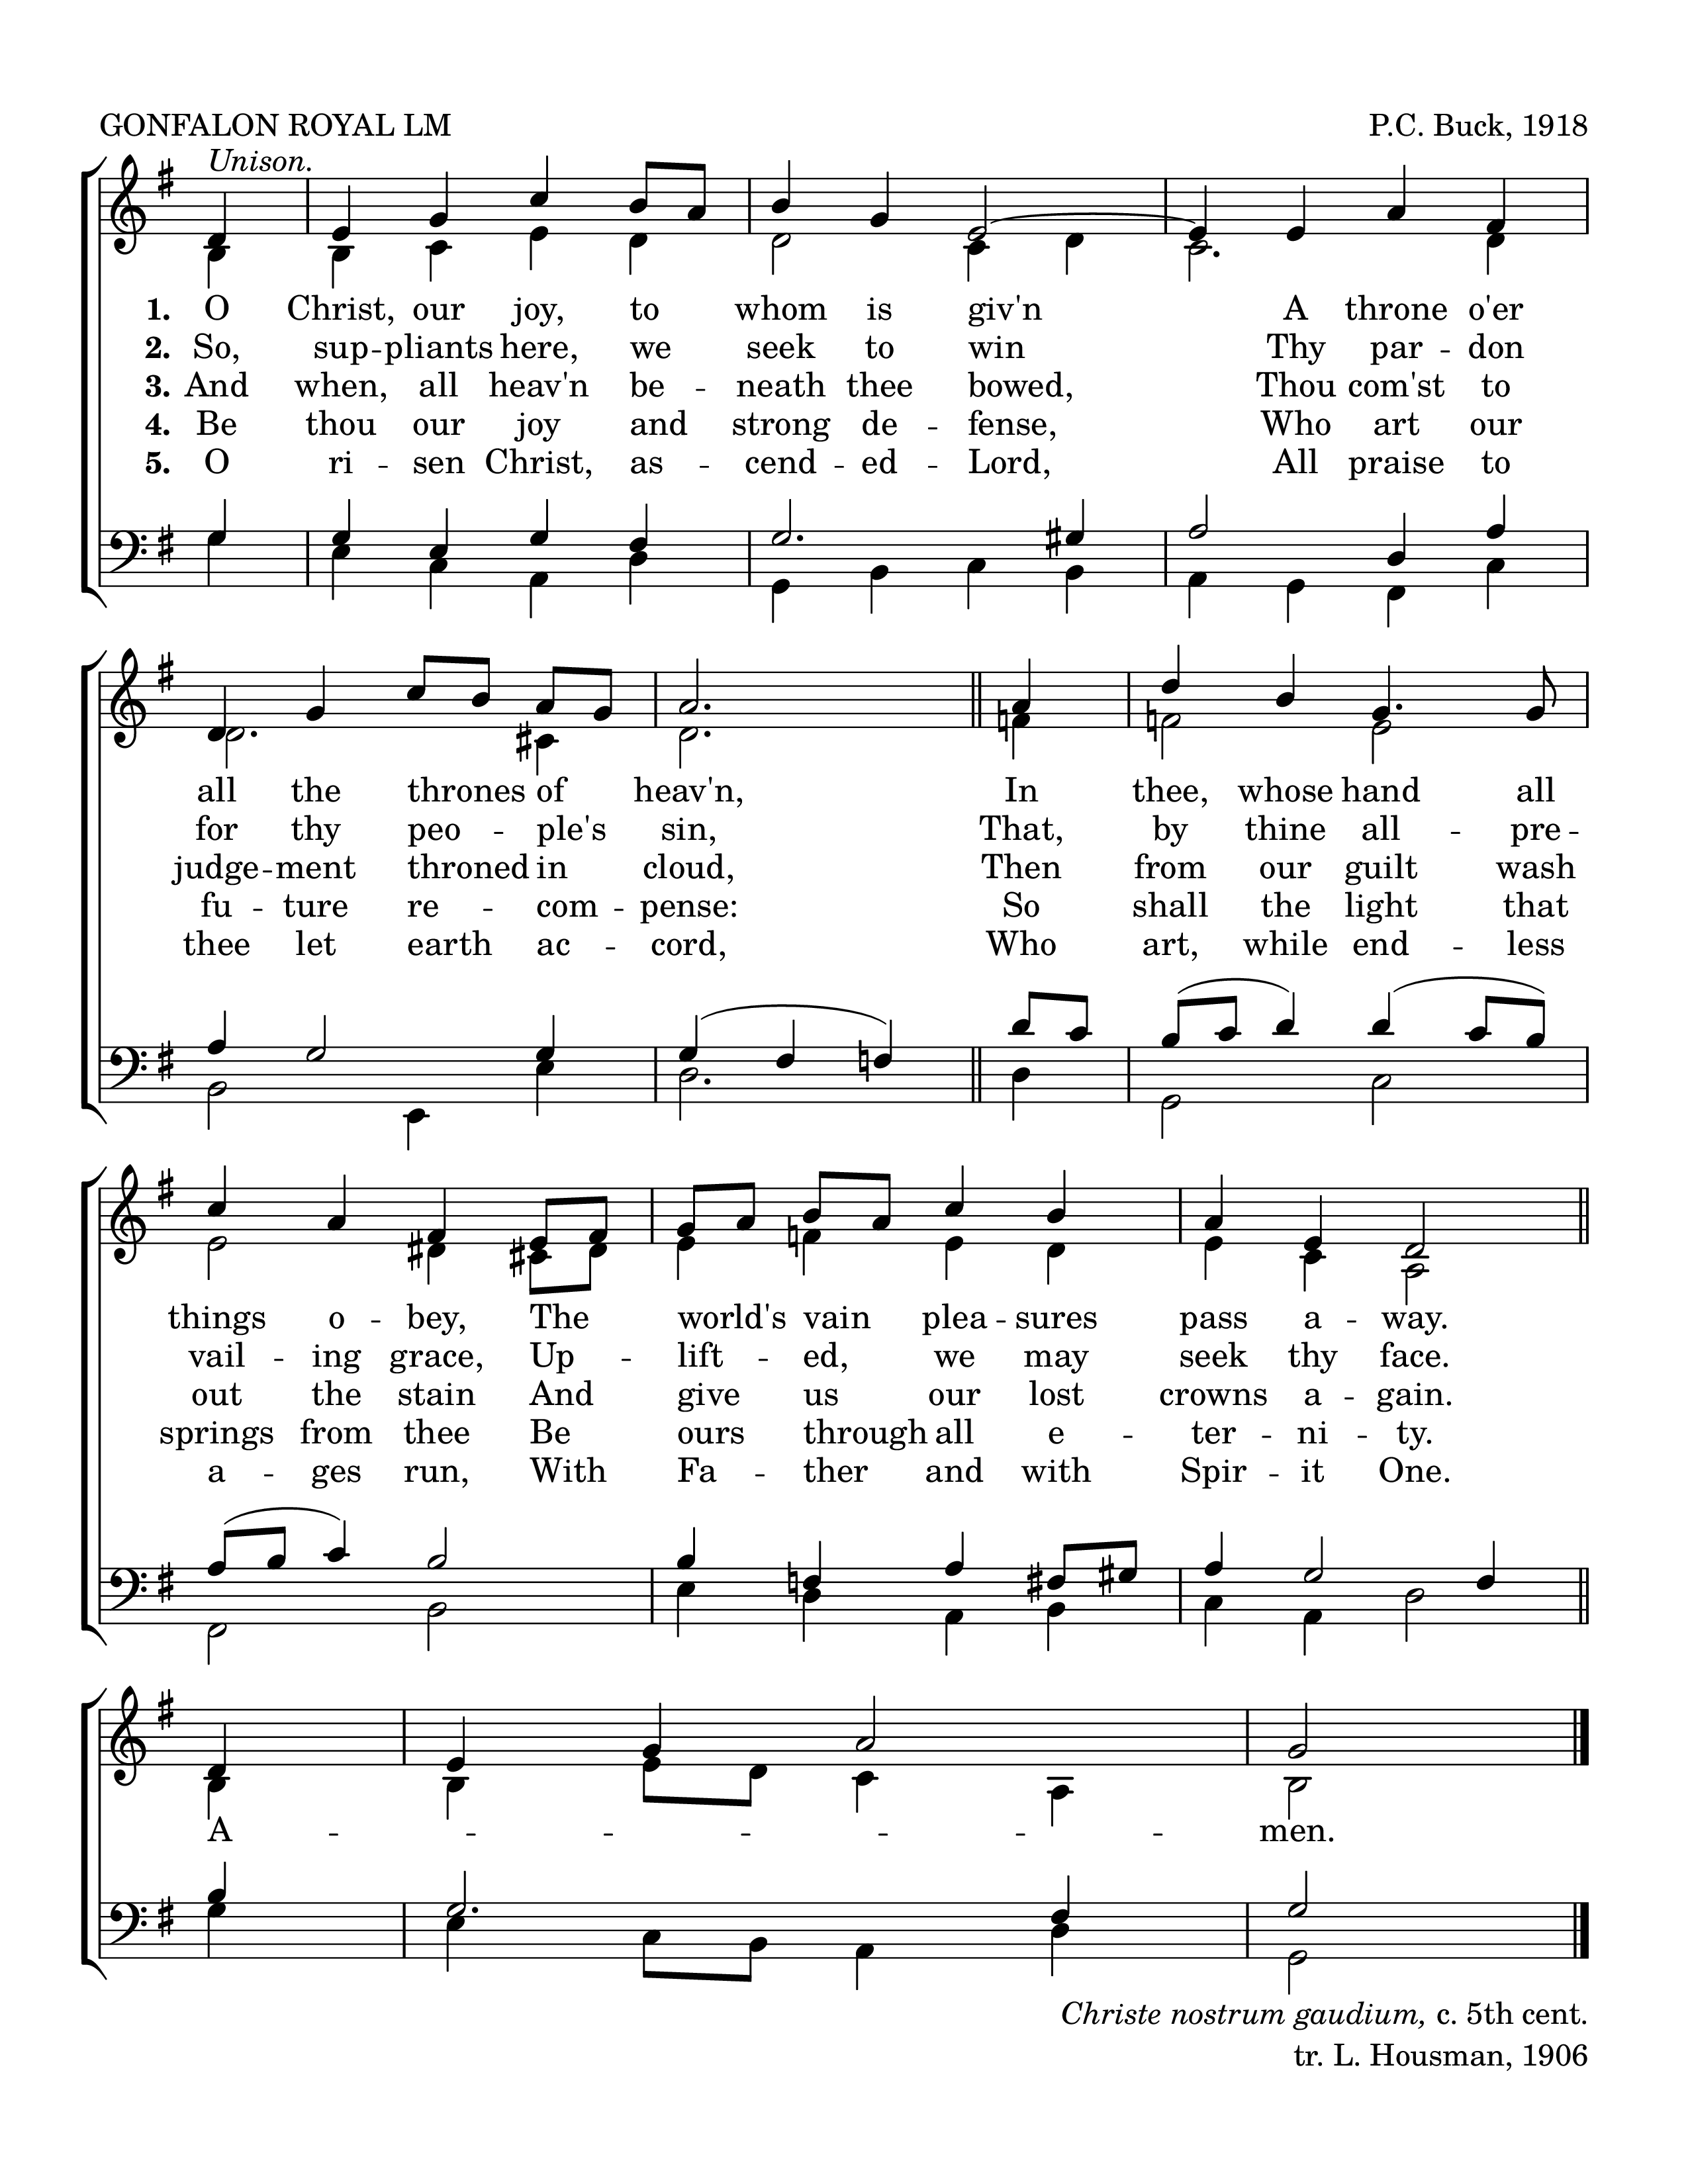 GONFALON ROYAL LM P.C. Buck, 1918
Unison.
1. O Christ, our joy, to whom is giv'n A throne o'er
2. So, sup -- pliants here, we seek to win Thy par -- don
3. And when, all heav'n be -- neath thee bowed, Thou com'st to
4. Be thou our joy and strong de -- fense, Who art our
5. O ri -- sen Christ, as -- cend -- ed -- Lord, All praise to
all the thrones of heav'n, In thee, whose hand all
for thy peo -- ple's sin, That, by thine all -- pre --
judge -- ment throned in cloud, Then from our guilt wash
fu -- ture re -- com -- pense: So shall the light that
thee let earth ac -- cord, Who art, while end -- less
things o -- bey, The world's vain plea -- sures pass a -- way.
vail -- ing grace, Up -- lift -- ed, we may seek thy face.
out the stain And give us our lost crowns a -- gain.
springs from thee Be ours through all e -- ter -- ni -- ty.
a -- ges run, With Fa -- ther and with Spir -- it One.
A -- -- -- -- -- -- -- men.
Christe nostrum gaudium, c. 5th cent.
tr. L. Housman, 1906